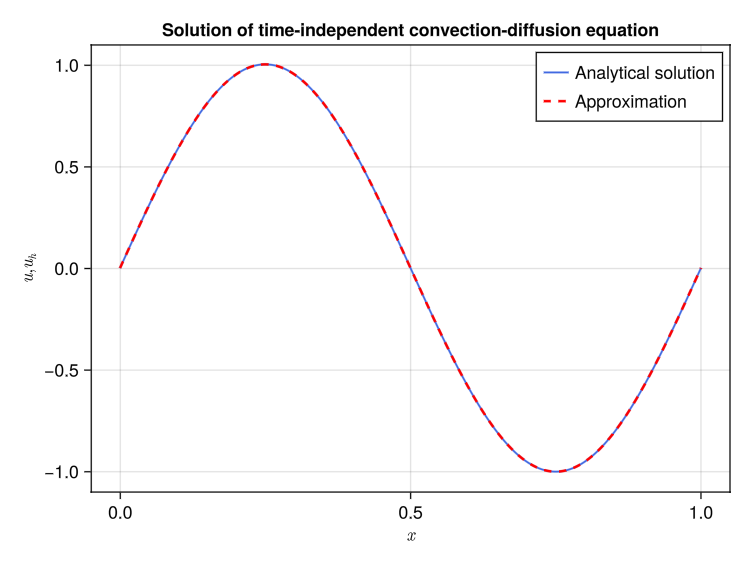 Solution of time-independent convection-diffusion equation
Analytical solution
Approximation
1.0
0.5
0.0
−0.5
−1.0
u, u_h
0.0
0.5
1.0
x